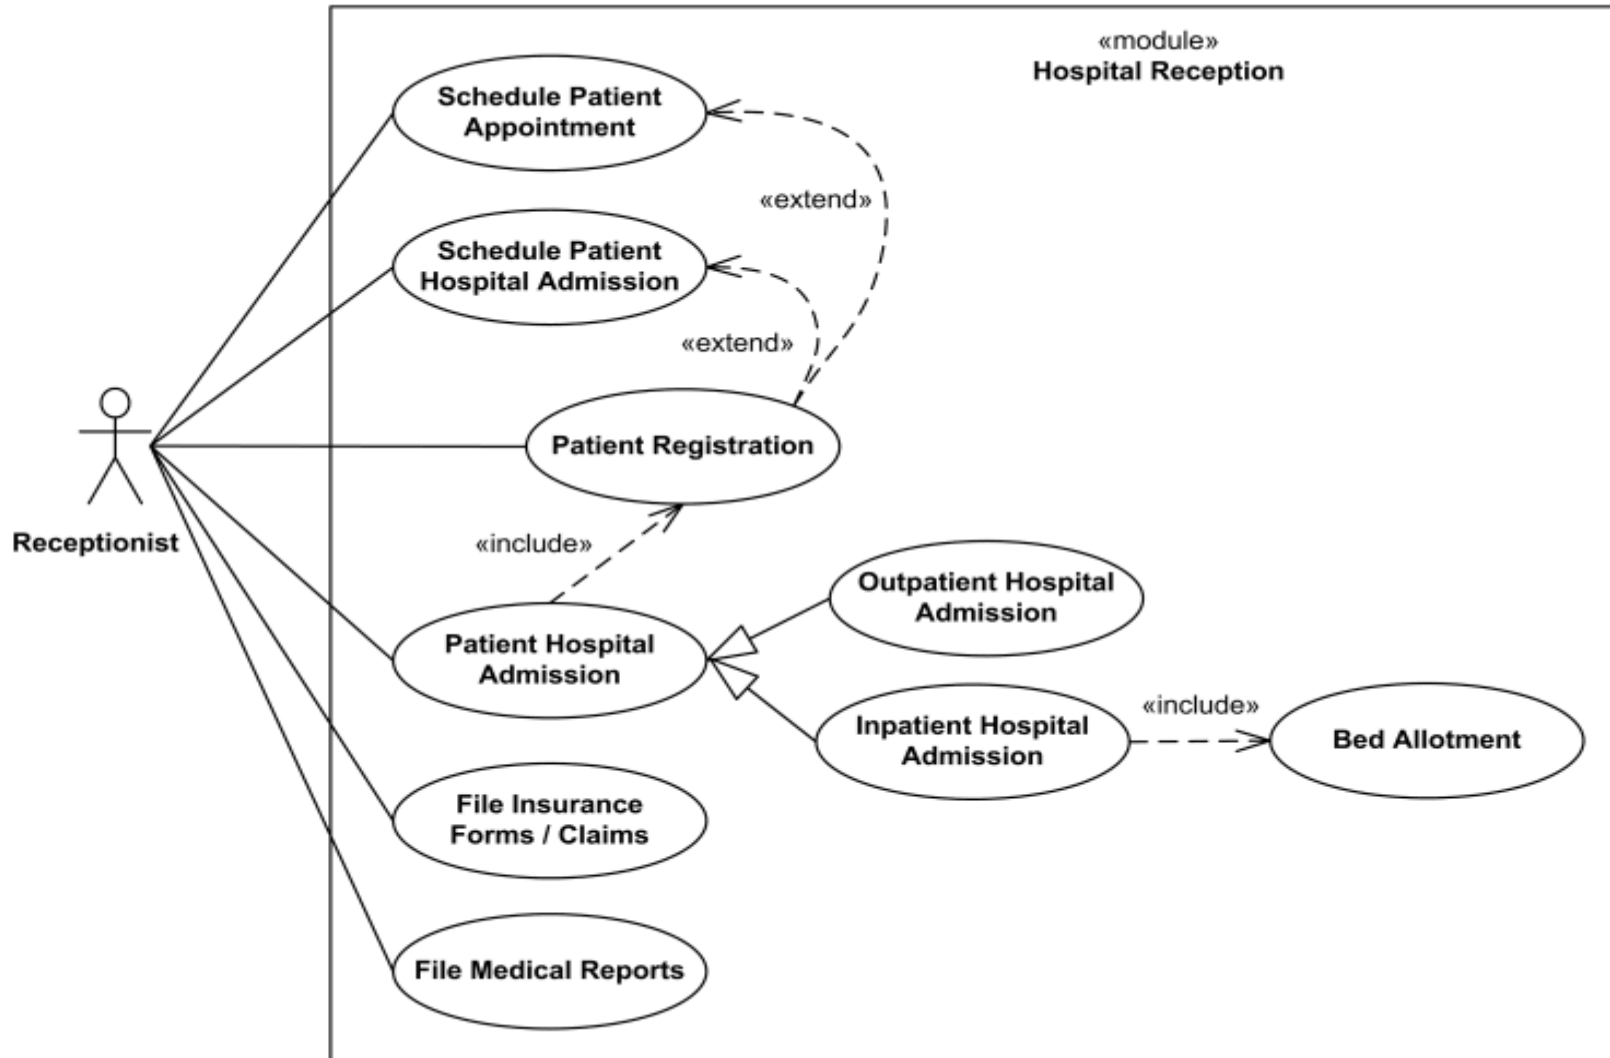 «module»
Hospital Reception
Schedule Patient
Appointment
«extend»
Schedule Patient
Hospital Admission
«extend»
Patient Registration
Receptionist
«include»
Outpatient Hospital
Admission
Patient Hospital
Admission
Inpatient Hospital
Admission
«include»
Bed Allotment
File Insurance
Forms / Claims
File Medical Reports